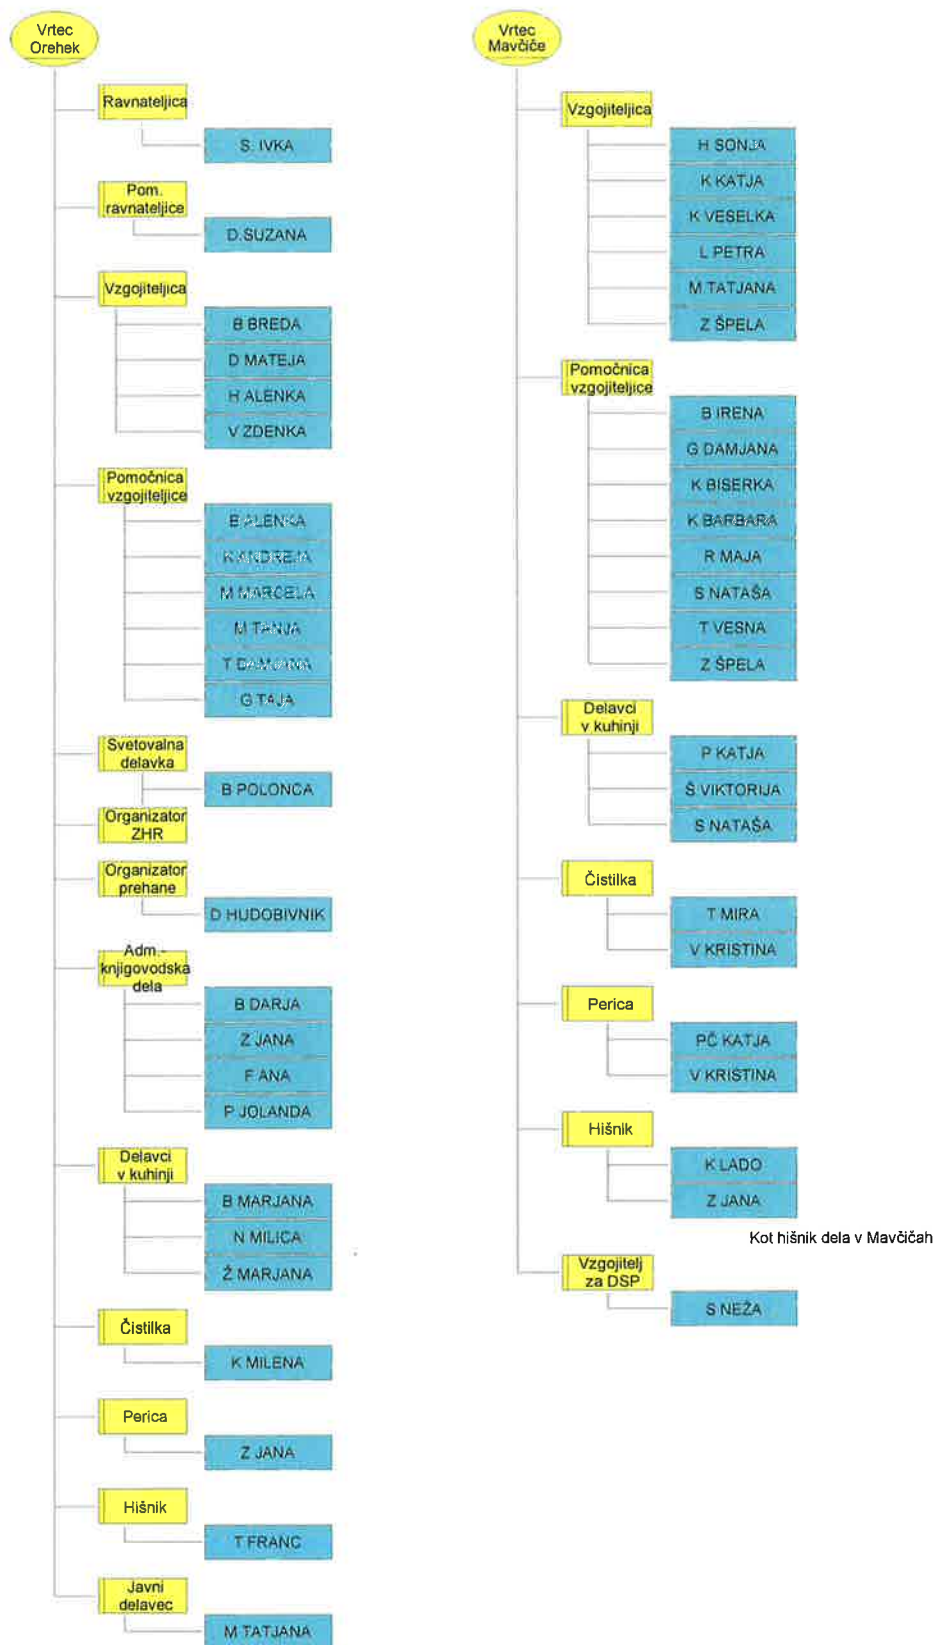 Vrtec
Orehek
Ravnateljica
S. IVKA
Pom.
ravnateljice
D.SUZANA
Vzgojiteljica
B BREDA
D MATEJA
H ALENKA
V ZDENKA
Pomočnica
vzgojiteljice
B ALENKA
K ANDREJA
M MARCELA
M TANJA
T DAMJANA
G TAJA
Svetovalna
delavka
B POLONCA
Organizator
ZHR
Organizator
prehane
D HUDOBIVNIK
Adm.-
knjigovodska
dela
B DARJA
Z JANA
F ANA
P JOLANDA
Delavci
v kuhinji
B MARJANA
N MILICA
Ž MARJANA
Čistilka
K MILENA
Perica
Z JANA
Hišnik
T FRANC
Javni
delavec
M TATJANA
Vrtec
Mavčiče
Vzgojiteljica
H SONJA
K KATJA
K VESELKA
L PETRA
M TATJANA
Z ŠPELA
Pomočnica
vzgojiteljice
B IRENA
G DAMJANA
K BISERKA
K BARBARA
R MAJA
S NATAŠA
T VESNA
Z ŠPELA
Delavci
v kuhinji
P KATJA
Š VIKTORIJA
S NATAŠA
Čistilka
T MIRA
V KRISTINA
Perica
PČ KATJA
V KRISTINA
Hišnik
K LADO
Z JANA
Kot hišnik dela v Mavčičah
Vzgojitelj
za DSP
S NEŽA